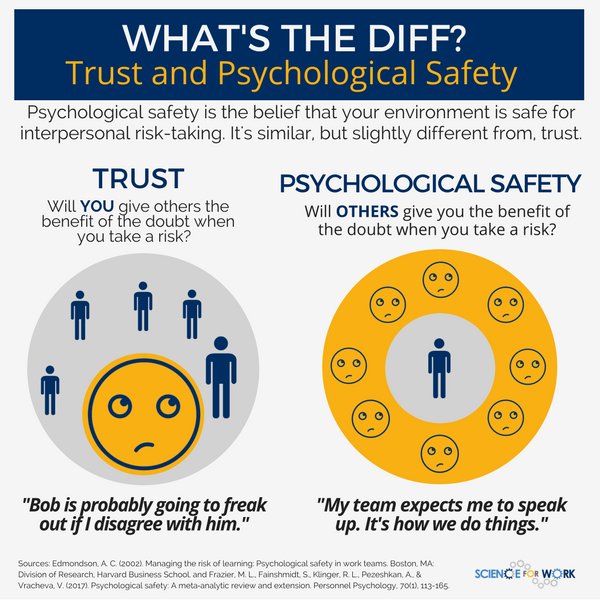 WHAT'S THE DIFF?
Trust and Psychological Safety
Psychological safety is the belief that your environment is safe for
interpersonal risk-taking. It's similar, but slightly different from, trust.
TRUST
Will YOU give others the
benefit of the doubt when
you take a risk?
PSYCHOLOGICAL SAFETY
Will OTHERS give you the benefit of
the doubt when you take a risk?
"Bob is probably going to freak
out if I disagree with him."
"My team expects me to speak
up. It's how we do things."
Sources: Edmondson, A. C. (2002). Managing the risk of learning: Psychological safety in work teams. Boston, MA:
Division of Research, Harvard Business School. and Frazier, M. L., Fainshmidt, S., Klinger, R. L., Pezeshkan, A., &
Vracheva, V. (2017). Psychological safety: A meta-analytic review and extension. Personnel Psychology, 70(1), 113-165.
SCIENCE FOR WORK